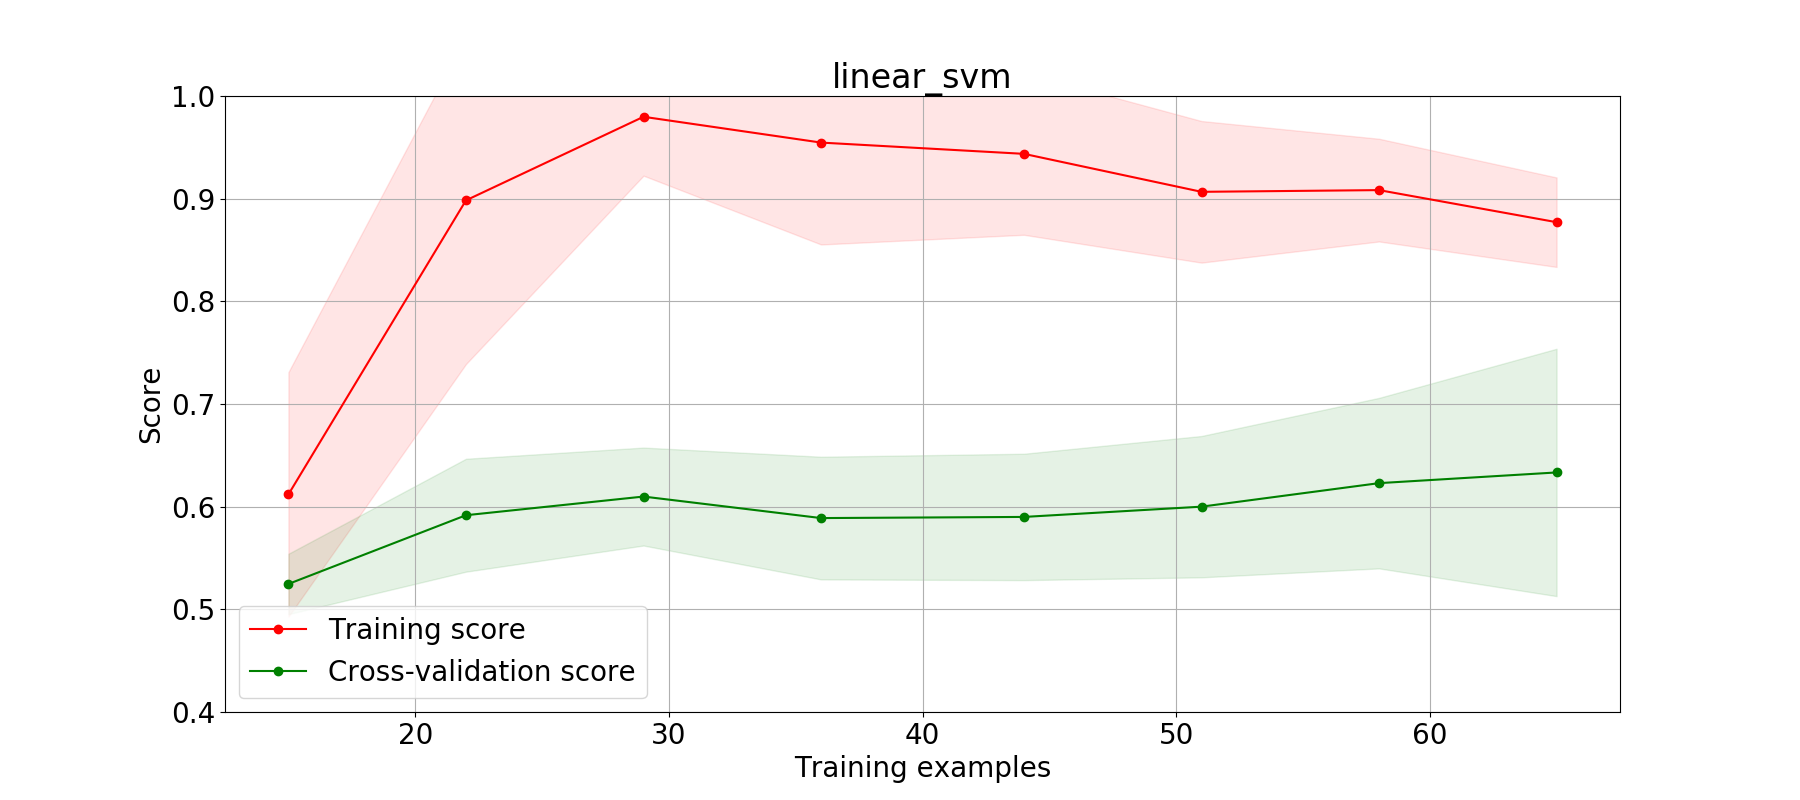 linear_svm
1.0
0.9
0.8
0.7
0.6
0.5
0.4
Score
Training score
Cross-validation score
20 30 40 50 60
Training examples